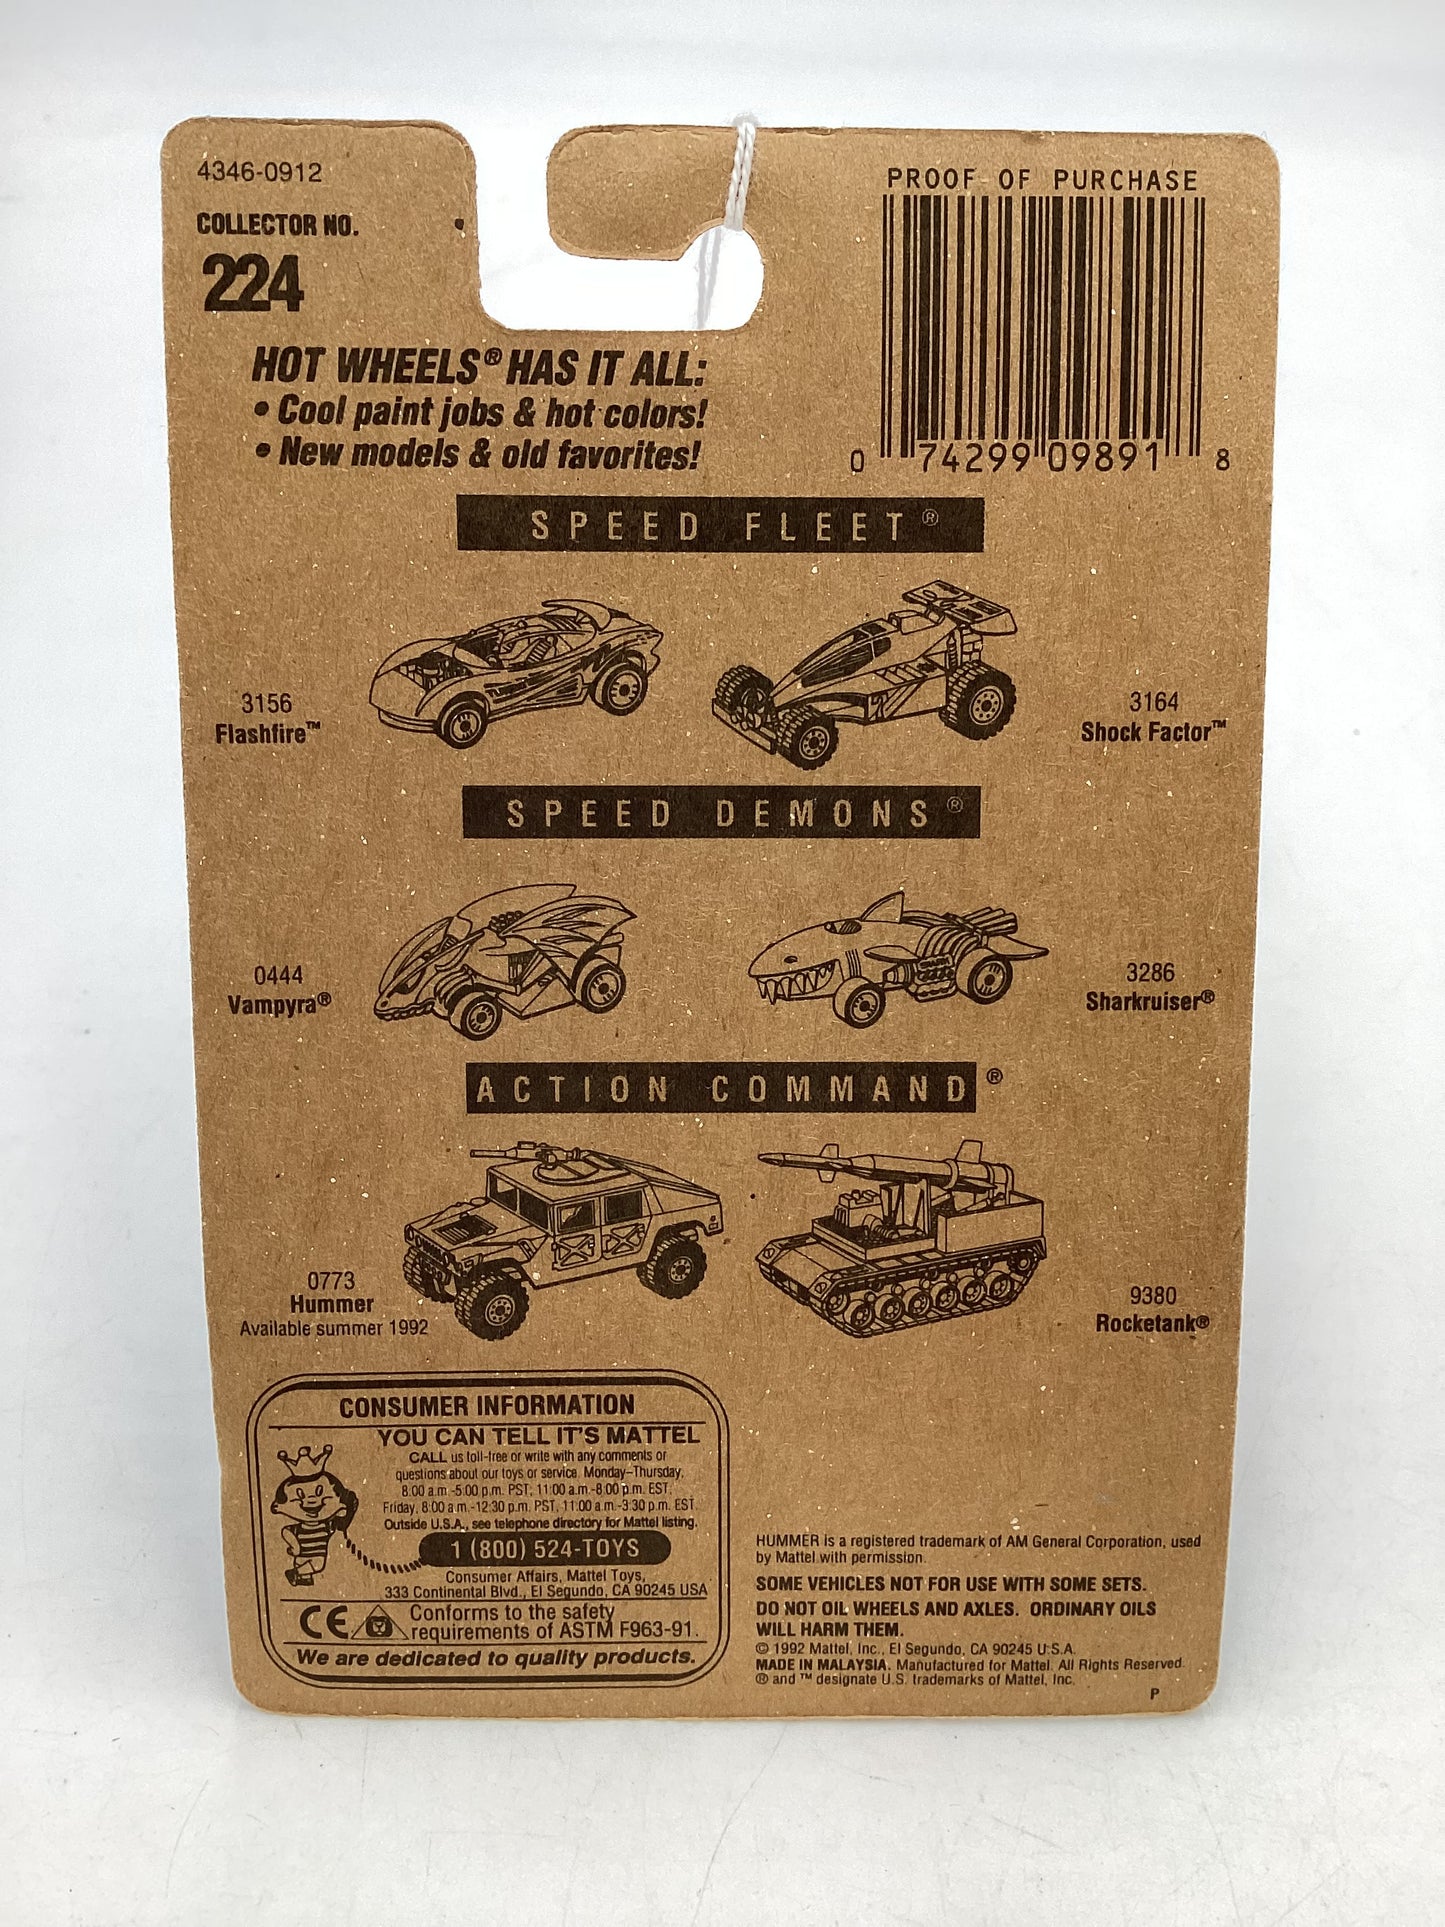 4346-0912
COLLECTOR NO.
224
PROOF OF PURCHASE
0 74299 09891 8
HOT WHEELS® HAS IT ALL:
• Cool paint jobs & hot colors!
• New models & old favorites!
SPEED FLEET®
3156
Flashfire™
3164
Shock Factor™
SPEED DEMONS®
0444
Vampyra®
3286
Sharkruiser®
ACTION COMMAND®
0773
Hummer
Available summer 1992
9380
Rocketank®
CONSUMER INFORMATION
YOU CAN TELL IT'S MATTEL
CALL us toll-free or write with any comments or
questions about our toys or service. Monday–Thursday,
8:00 a.m.-5:00 p.m. PST, 11:00 a.m.-8:00 p.m. EST.
Friday, 8:00 a.m.-12:30 p.m. PST, 11:00 a.m.-3:30 p.m. EST.
Outside U.S.A., see telephone directory for Mattel listing.
1 (800) 524-TOYS
Consumer Affairs, Mattel Toys,
333 Continental Blvd., El Segundo, CA 90245 USA
CE
Conforms to the safety
requirements of ASTM F963-91.
We are dedicated to quality products.
HUMMER is a registered trademark of AM General Corporation, used
by Mattel with permission.
SOME VEHICLES NOT FOR USE WITH SOME SETS.
DO NOT OIL WHEELS AND AXLES. ORDINARY OILS
WILL HARM THEM.
© 1992 Mattel, Inc., El Segundo, CA 90245 U.S.A.
MADE IN MALAYSIA. Manufactured for Mattel. All Rights Reserved.
® and ™ designate U.S. trademarks of Mattel, Inc.
P